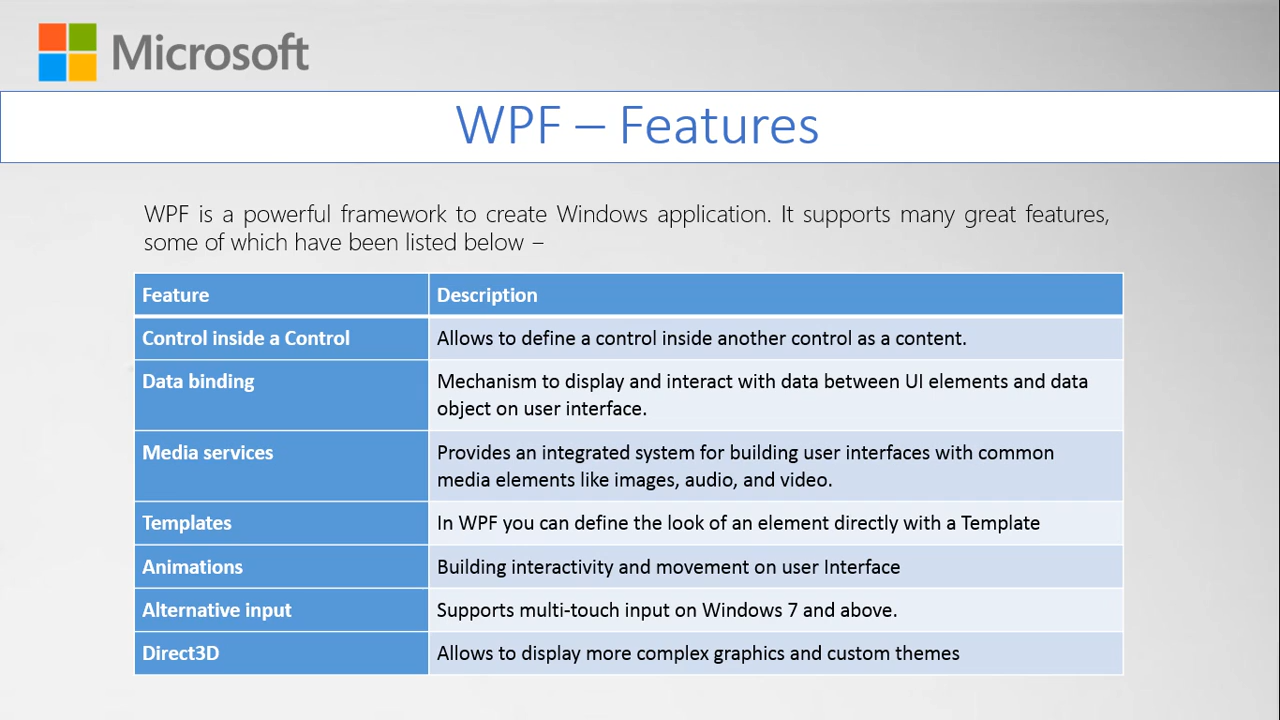 Microsoft
WPF – Features
WPF is a powerful framework to create Windows application. It supports many great features,
some of which have been listed below –
Feature Description
Control inside a Control Allows to define a control inside another control as a content.
Data binding Mechanism to display and interact with data between UI elements and data
object on user interface.
Media services Provides an integrated system for building user interfaces with common
media elements like images, audio, and video.
Templates In WPF you can define the look of an element directly with a Template
Animations Building interactivity and movement on user Interface
Alternative input Supports multi-touch input on Windows 7 and above.
Direct3D Allows to display more complex graphics and custom themes